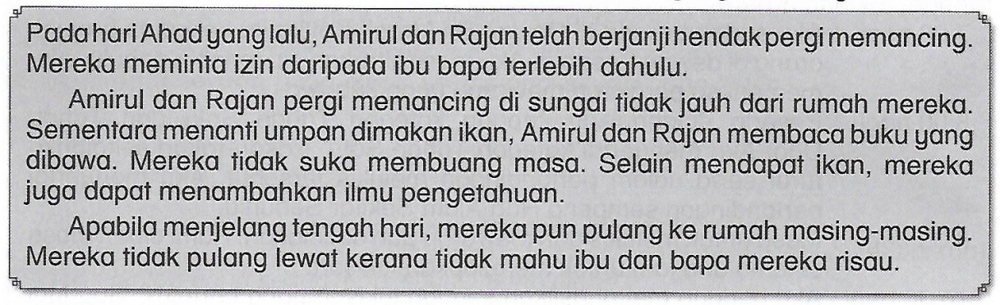 Pada hari Ahad yang lalu, Amirul dan Rajan telah berjanji hendak pergi memancing.
Mereka meminta izin daripada ibu bapa terlebih dahulu.
Amirul dan Rajan pergi memancing di sungai tidak jauh dari rumah mereka.
Sementara menanti umpan dimakan ikan, Amirul dan Rajan membaca buku yang
dibawa. Mereka tidak suka membuang masa. Selain mendapat ikan, mereka
juga dapat menambahkan ilmu pengetahuan.
Apabila menjelang tengah hari, mereka pun pulang ke rumah masing-masing.
Mereka tidak pulang lewat kerana tidak mahu ibu dan bapa mereka risau.